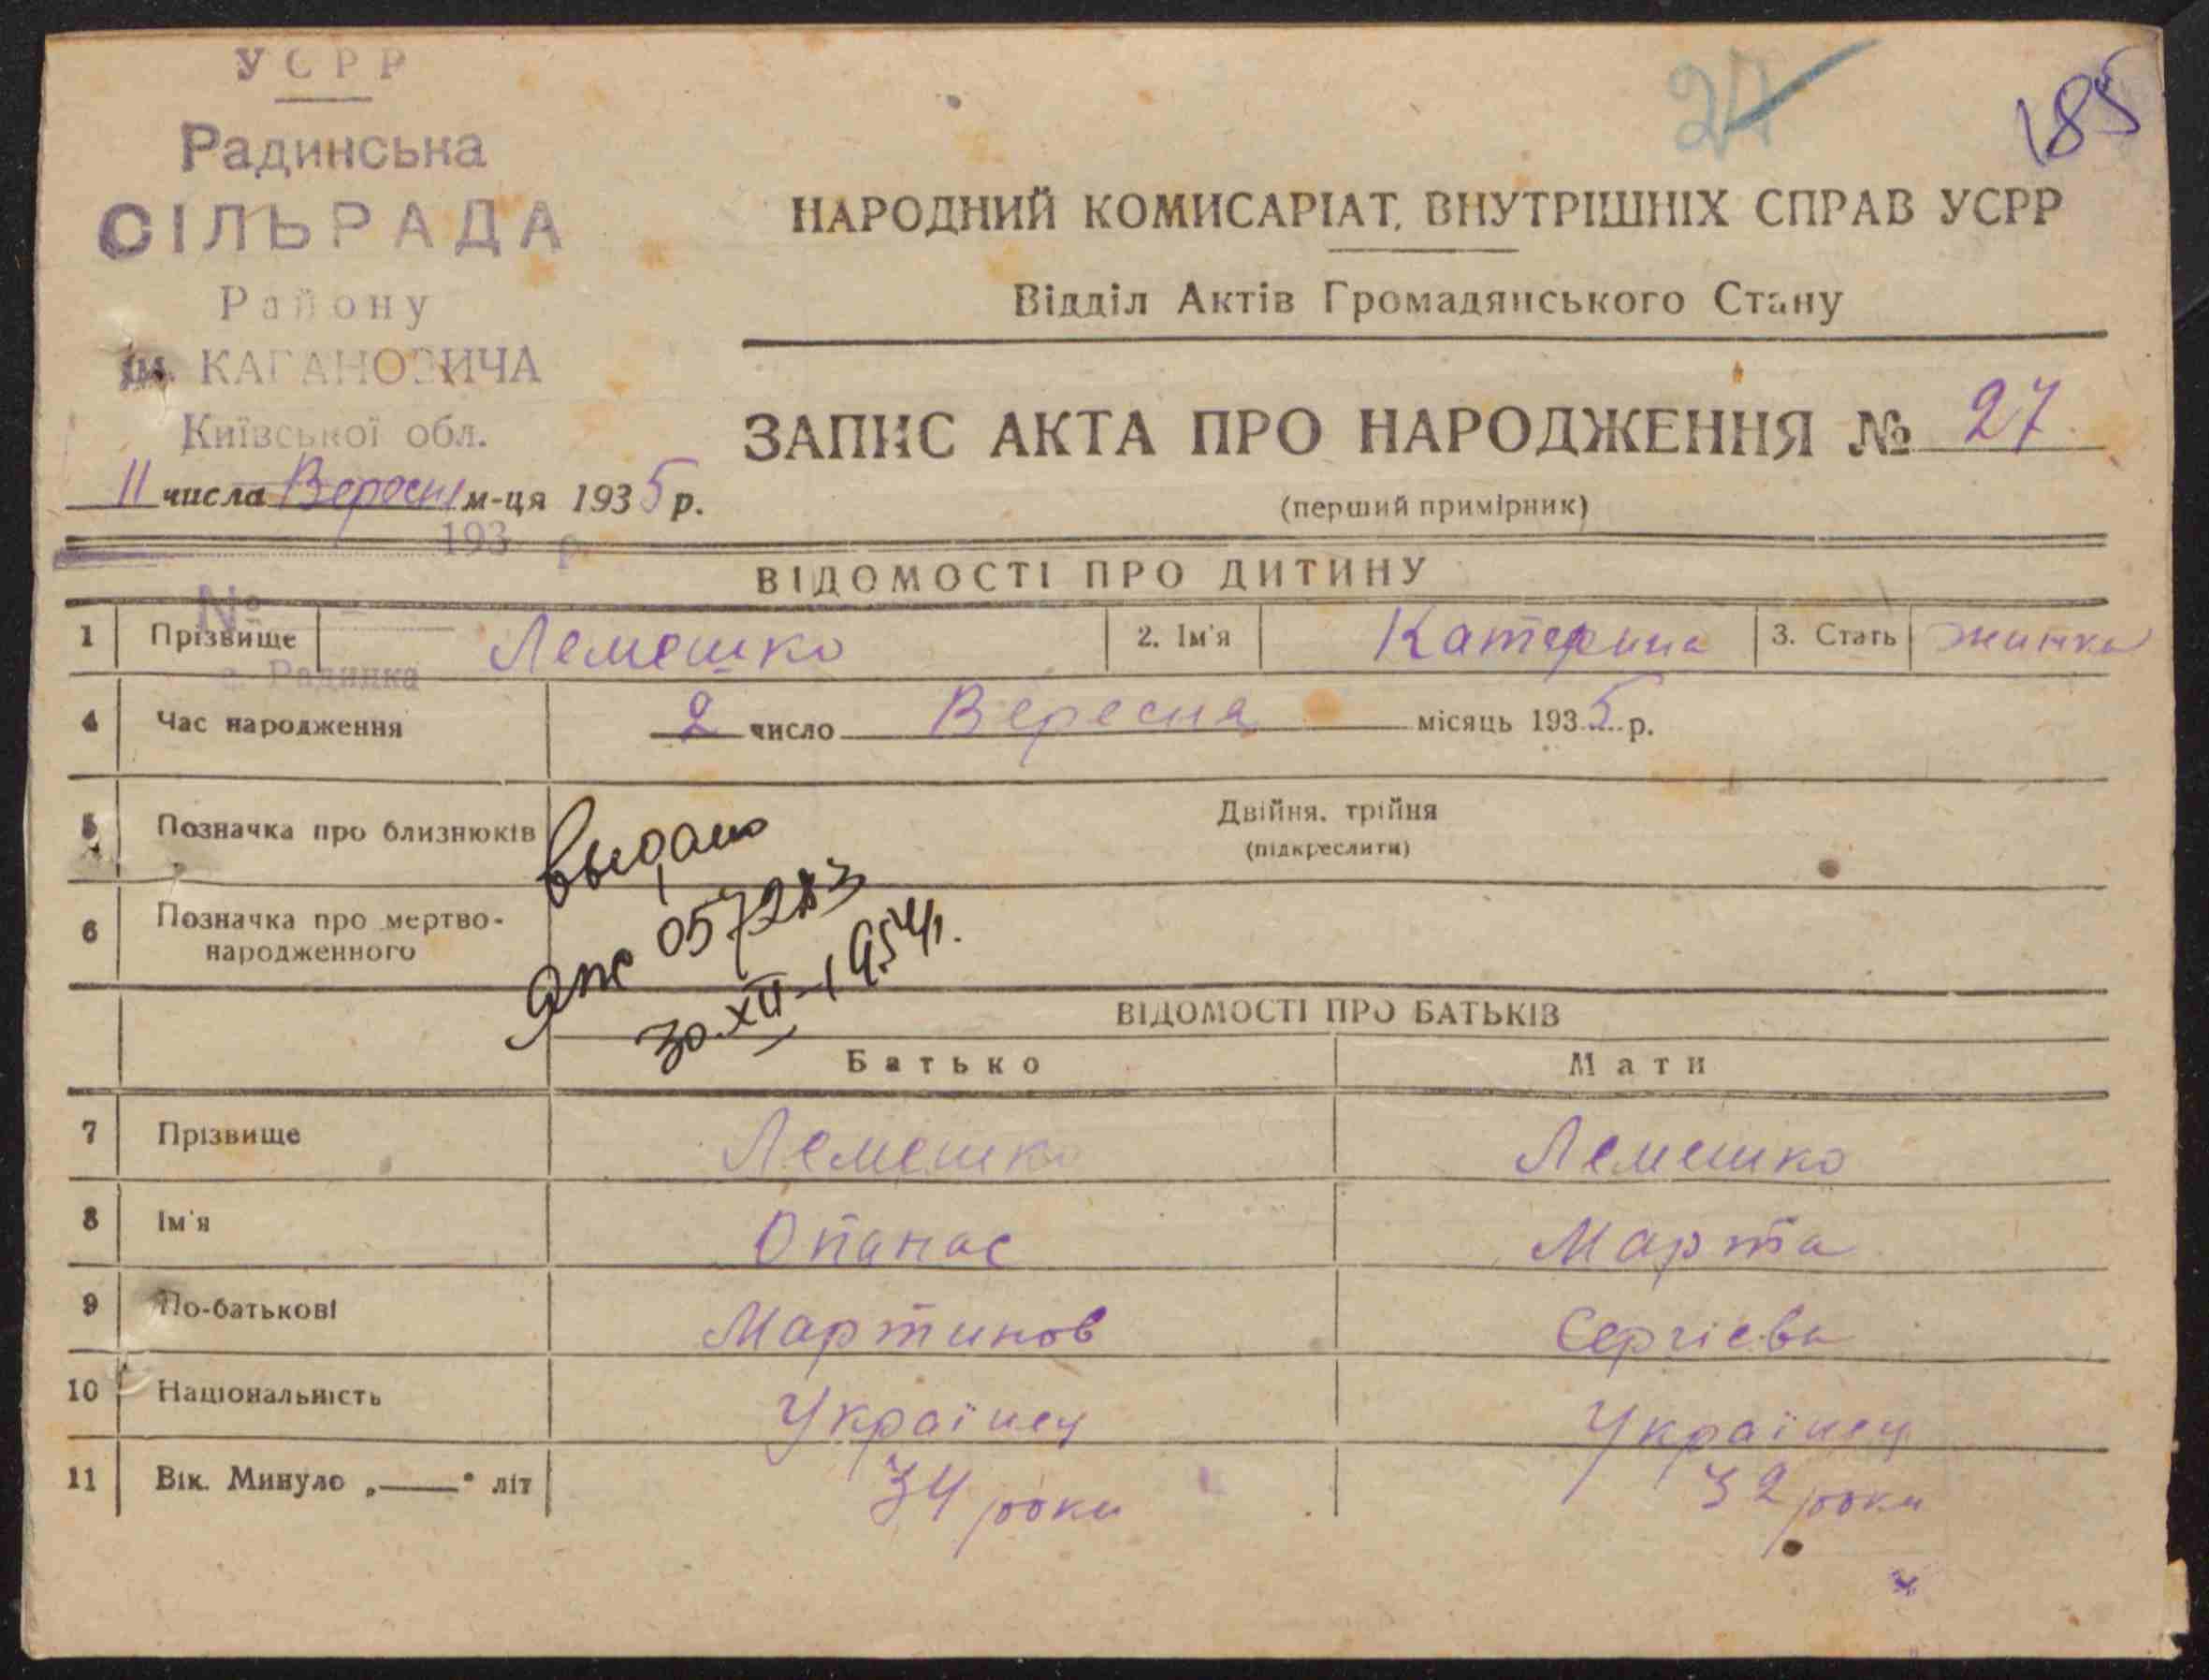 УСРР
Радинська
СІЛЬРАДА
Району
ім. КАГАНОВИЧА
Київської обл.
11 числа Вересня м-ця 1935 р.
193 р.
№
с. Радинка
27
185
НАРОДНИЙ КОМИСАРІАТ ВНУТРІШНІХ СПРАВ УСРР
Відділ Актів Громадянського Стану
ЗАПИС АКТА ПРО НАРОДЖЕННЯ № 27
(перший примірник)
ВІДОМОСТІ ПРО ДИТИНУ
1 Прізвище Лемешко 2. Ім'я Катерина 3. Стать жинка
4 Час народження 2 число Вересня місяць 1935 р.
5 Позначка про близнюків Двійня, трійня
(підкреслити)
6 Позначка про мертво-
народженного
выдано
057283
30.XII-1954г.
ВІДОМОСТІ ПРО БАТЬКІВ
Батько Мати
7 Прізвище Лемешко Лемешко
8 Ім'я Опанас Марта
9 По-батькові Мартинов Сергієва
10 Національність Українец Українец
11 Вік. Минуло „——" літ 34 роки 32 роки